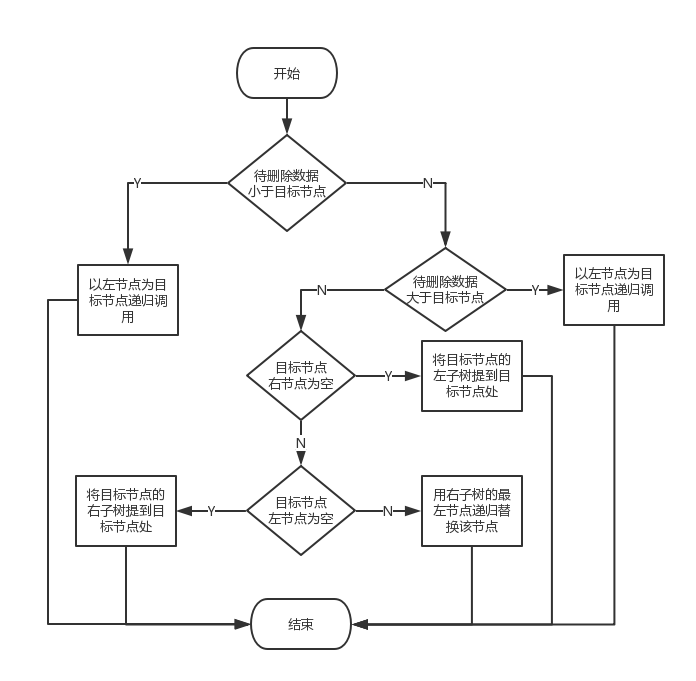 开始
待删除数据
小于目标节点
Y
N
待删除数据
大于目标节点
以左节点为目
标节点递归调
用
N
Y
以左节点为目
标节点递归调
用
目标节点
右节点为空
Y
将目标节点的
左子树提到目
标节点处
N
目标节点
左节点为空
Y
N
将目标节点的
右子树提到目
标节点处
用右子树的最
左节点递归替
换该节点
结束